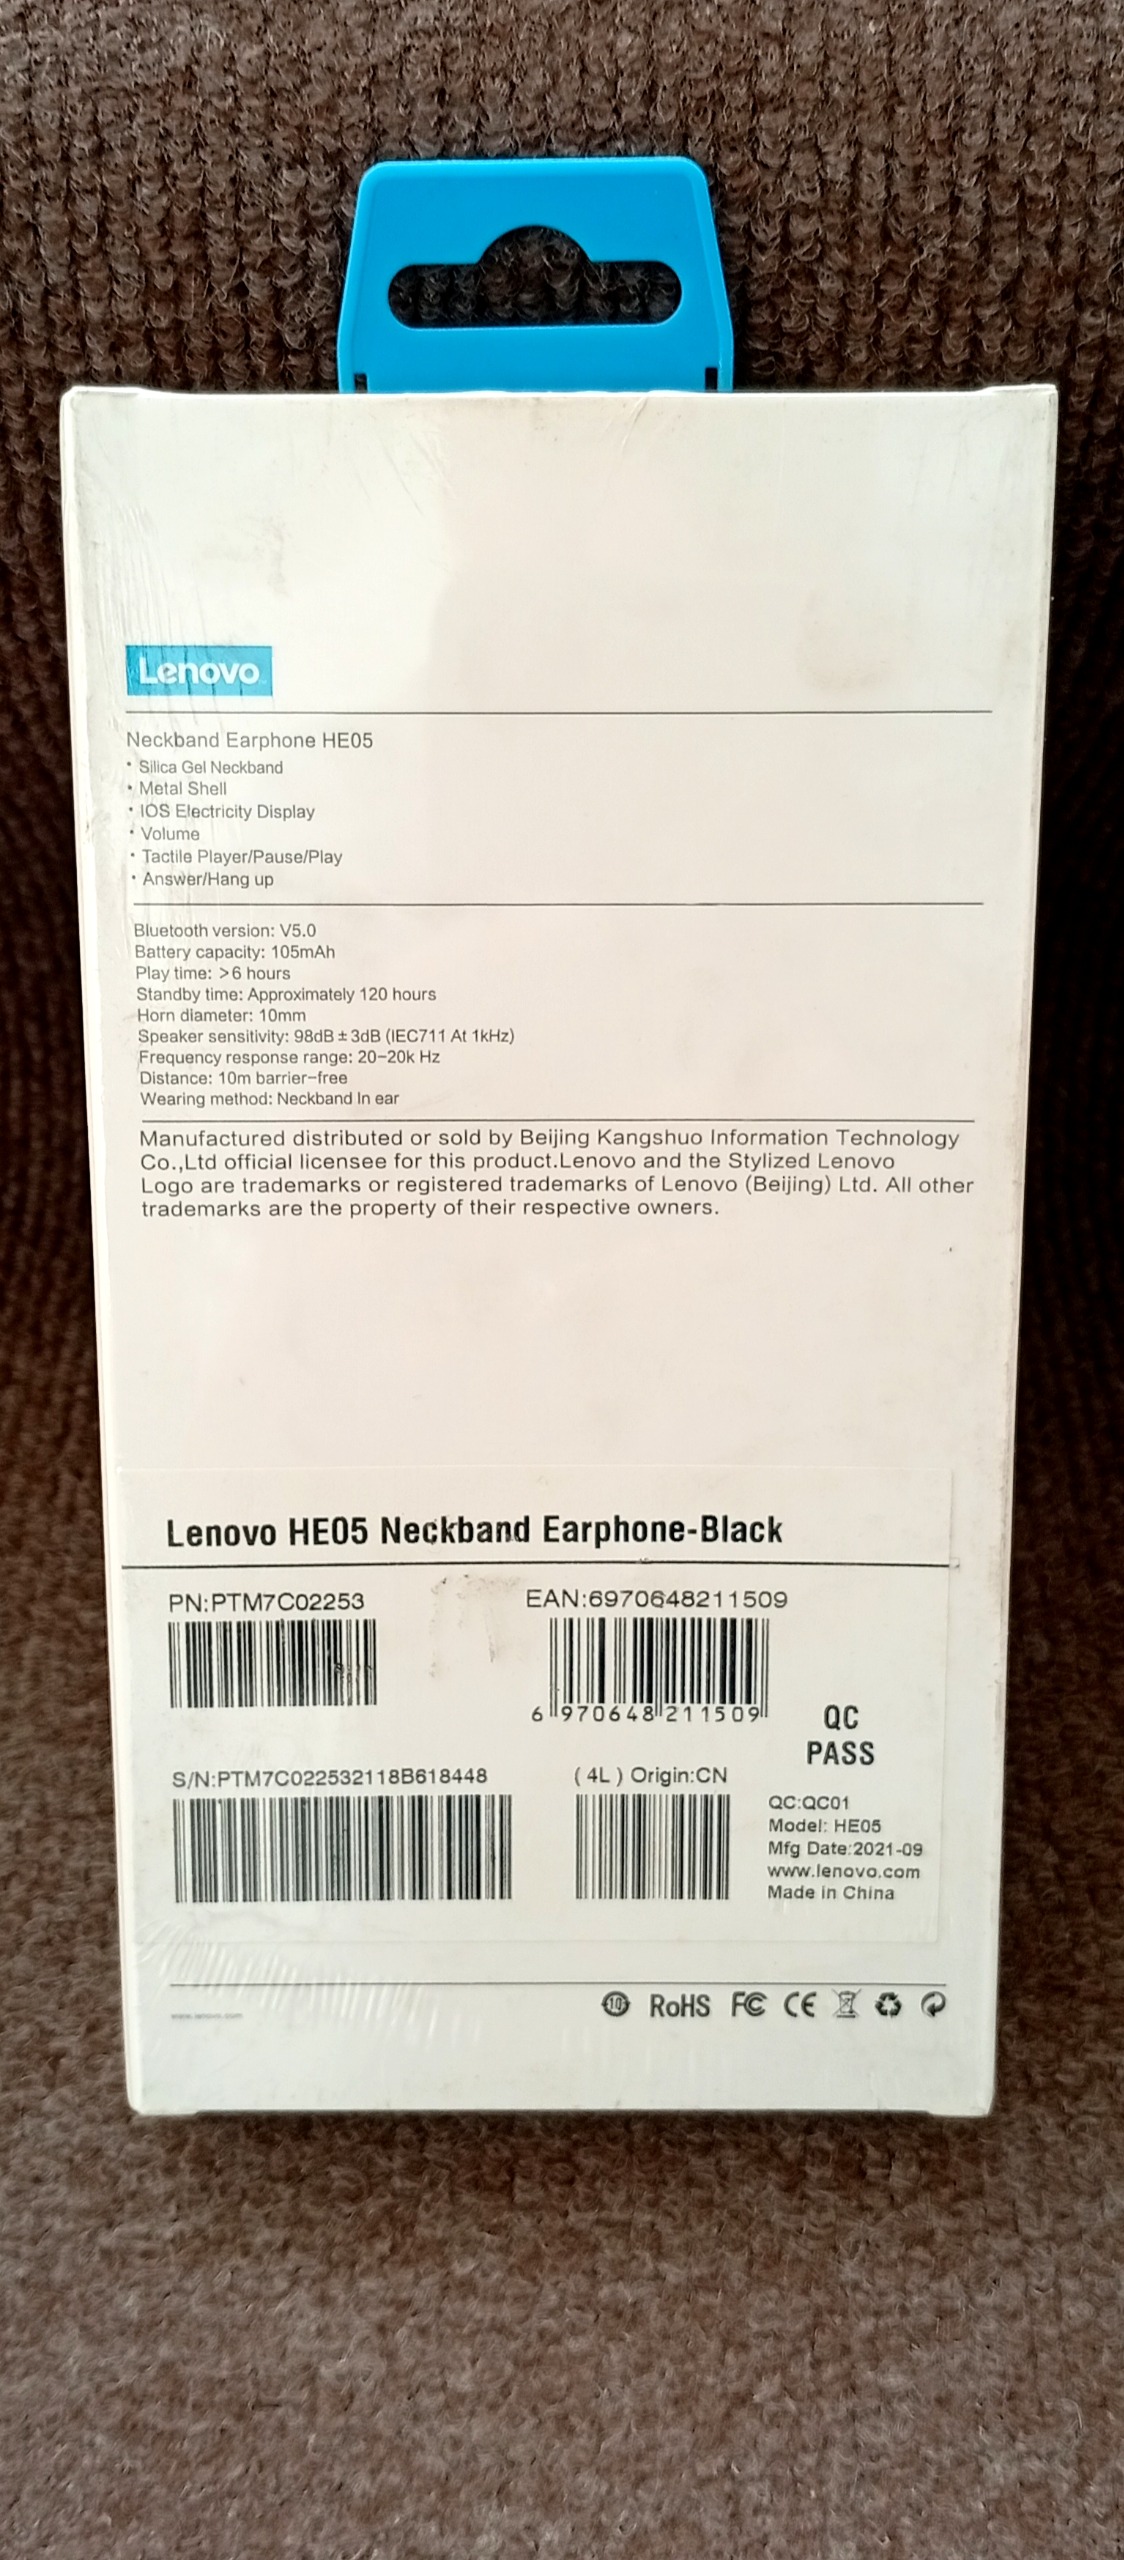 Lenovo
Neckband Earphone HE05
• Silica Gel Neckband
• Metal Shell
• IOS Electricity Display
• Volume
• Tactile Player/Pause/Play
• Answer/Hang up
Bluetooth version: V5.0
Battery capacity: 105mAh
Play time: >6 hours
Standby time: Approximately 120 hours
Horn diameter: 10mm
Speaker sensitivity: 98dB ± 3dB (IEC711 At 1kHz)
Frequency response range: 20-20k Hz
Distance: 10m barrier-free
Wearing method: Neckband In ear
Manufactured distributed or sold by Beijing Kangshuo Information Technology
Co.,Ltd official licensee for this product.Lenovo and the Stylized Lenovo
Logo are trademarks or registered trademarks of Lenovo (Beijing) Ltd. All other
trademarks are the property of their respective owners.
Lenovo HE05 Neckband Earphone-Black
PN:PTM7C02253
EAN:6970648211509
6 970648 211509
QC
PASS
S/N:PTM7C022532118B618448
( 4L ) Origin:CN
QC:QC01
Model: HE05
Mfg Date:2021-09
www.lenovo.com
Made in China
www.lenovo.com
10 RoHS FC CE